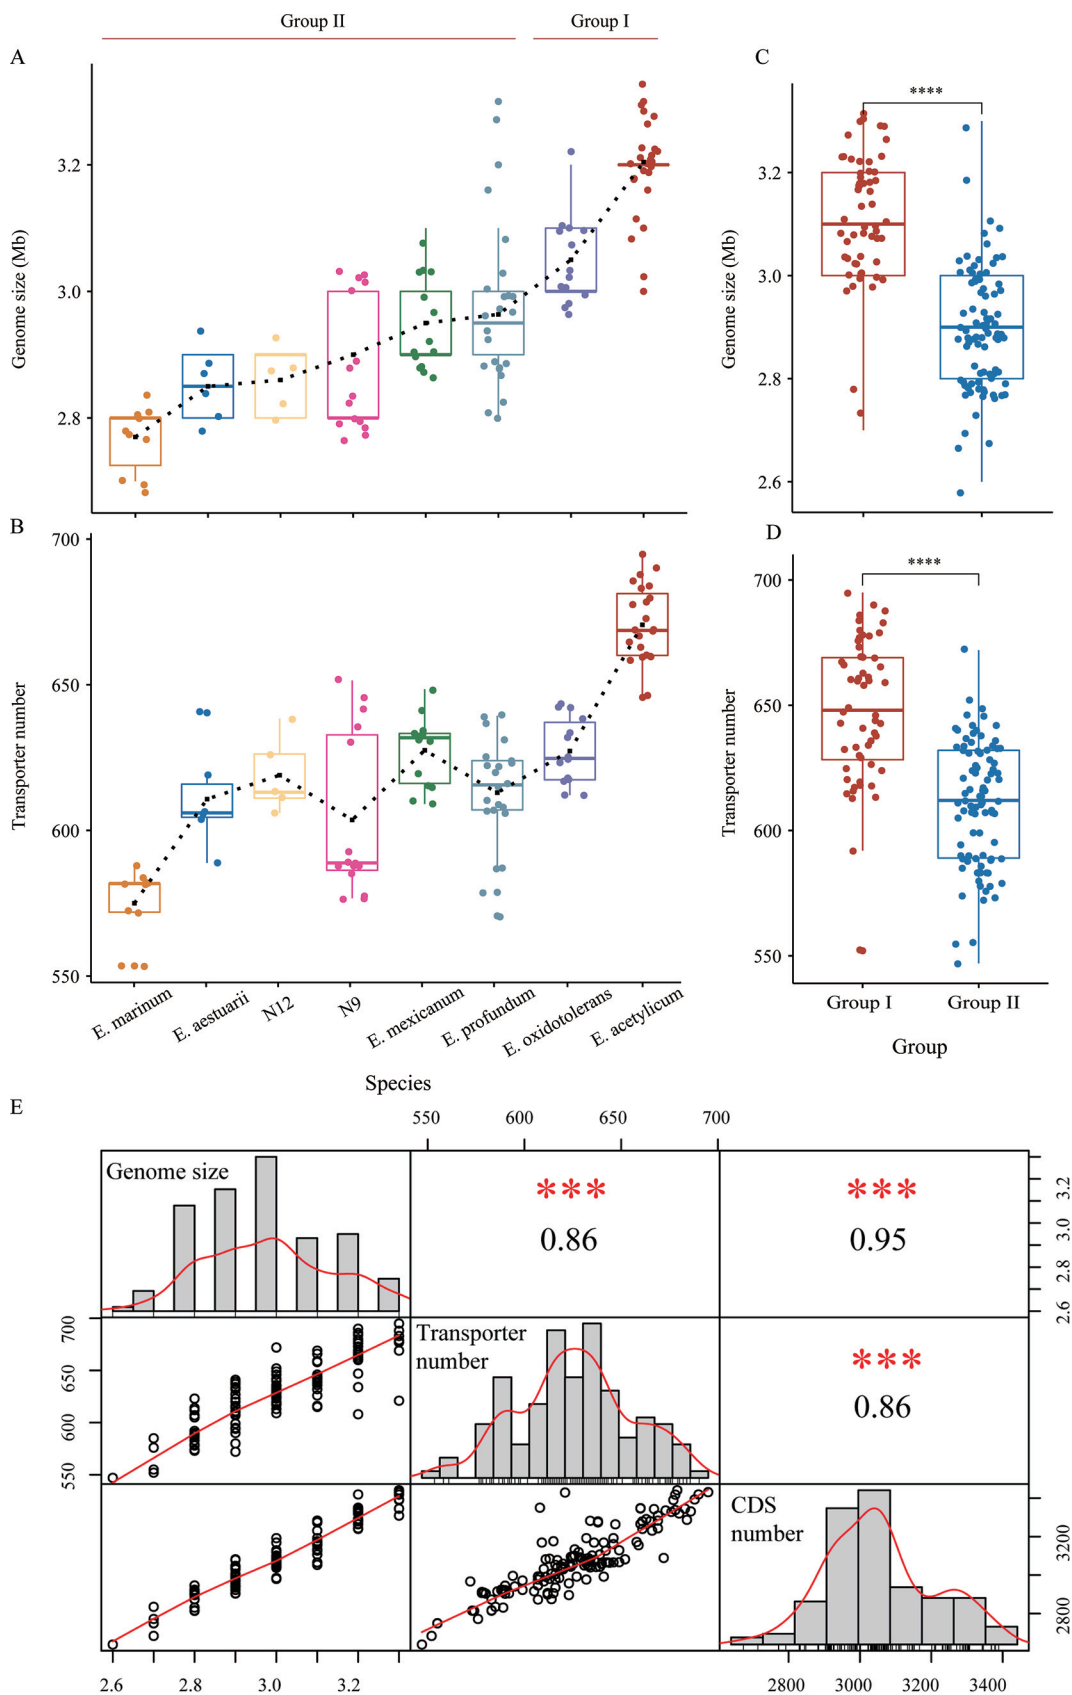 Group II
Group I
A
C
Genome size (Mb)
3.2
3.0
2.8
****
Genome size (Mb)
3.2
3.0
2.8
2.6
B
D
Transporter number
700
650
600
550
E. marinum
E. aestuarii
N12
N9
E. mexicanum
E. profundum
E. oxidotolerans
E. acetylicum
Species
****
Transporter number
700
650
600
550
Group I
Group II
Group
E
550
600
650
700
Genome size
***
0.86
***
0.95
3.2
3.0
2.8
2.6
700
650
600
550
Transporter
number
***
0.86
CDS
number
3200
2800
2.6
2.8
3.0
3.2
2800
3000
3200
3400